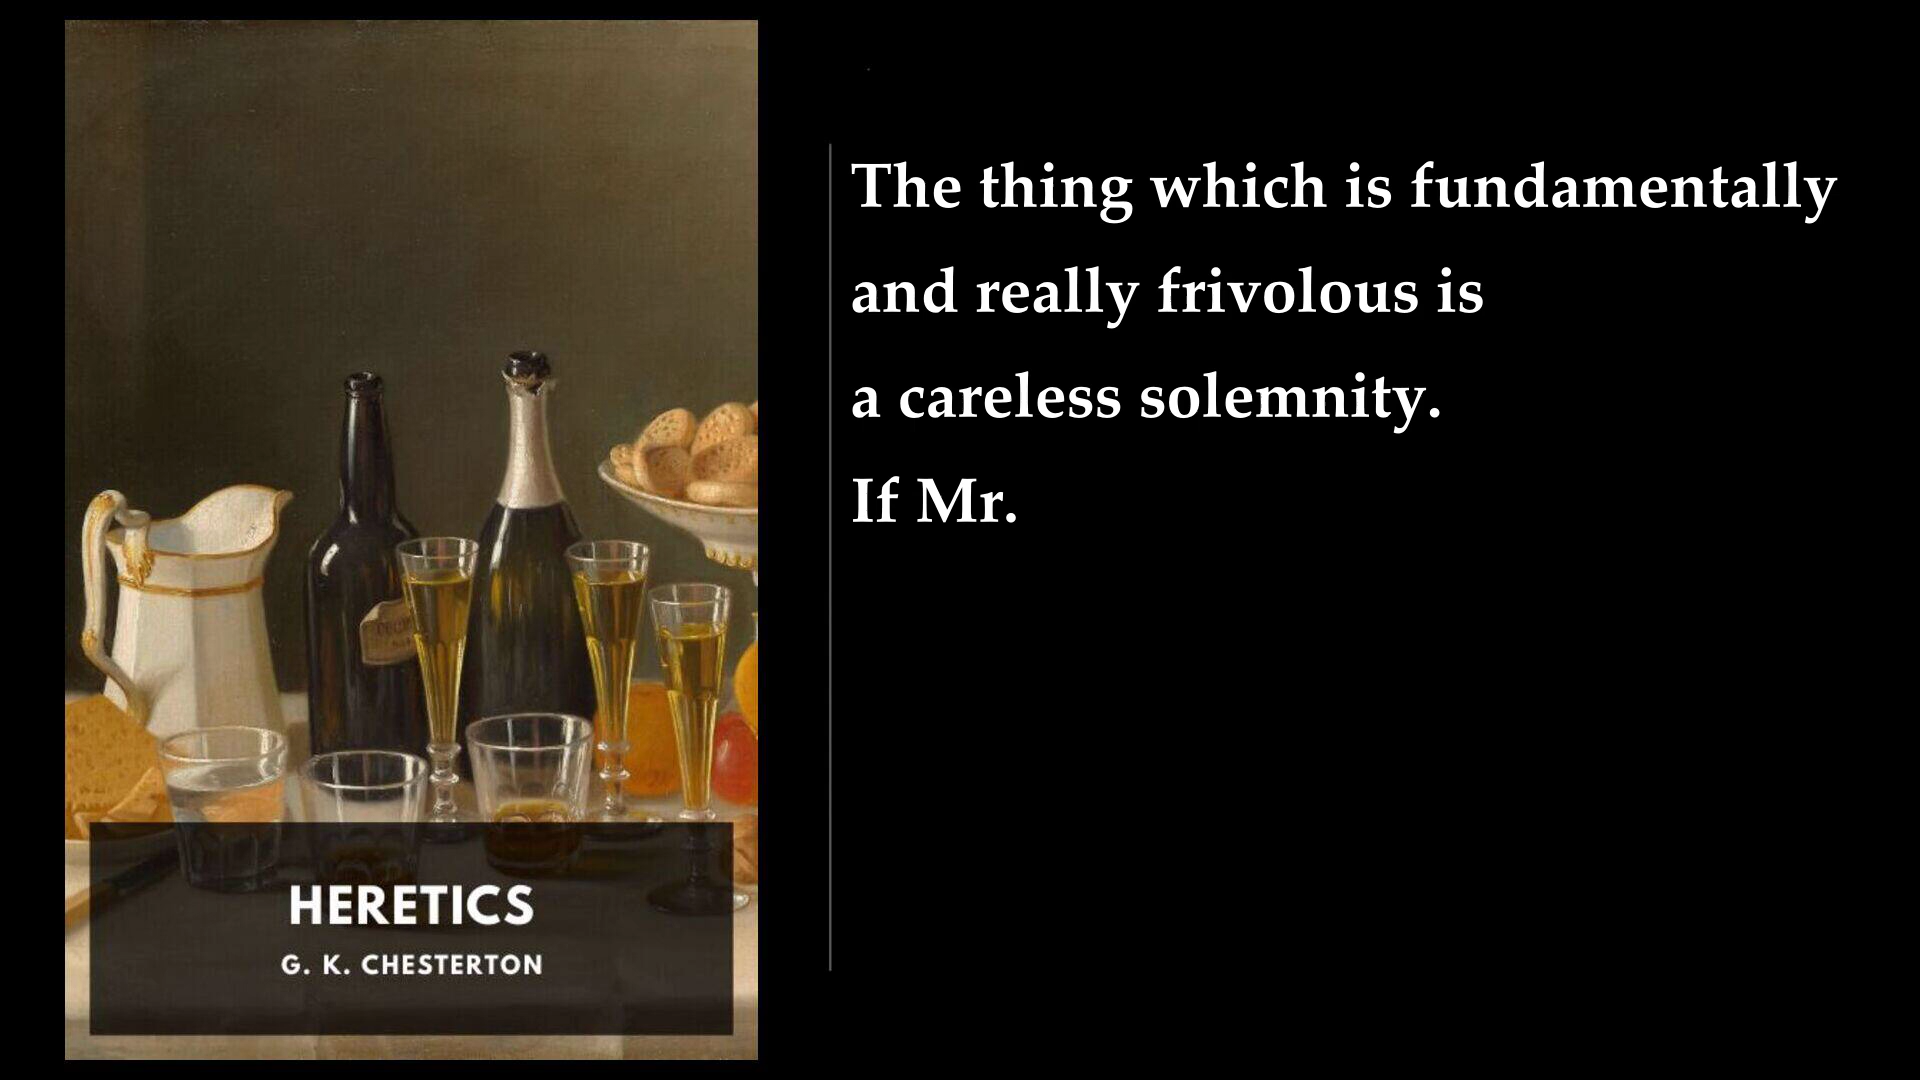 The thing which is fundamentally
and really frivolous is
a careless solemnity.
If Mr.
HERETICS
G. K. CHESTERTON